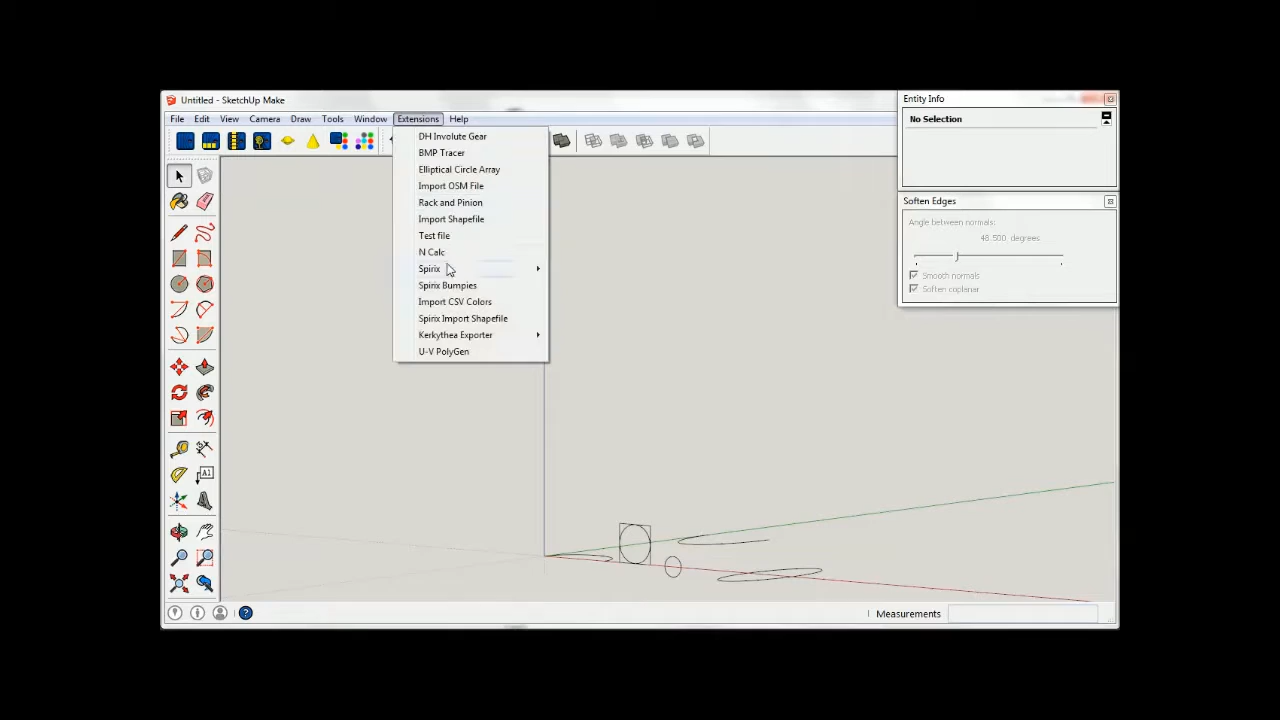 Untitled - SketchUp Make
File Edit View Camera Draw Tools Window Extensions Help
DH Involute Gear
BMP Tracer
Elliptical Circle Array
Import OSM File
Rack and Pinion
Import Shapefile
Test file
N Calc
Spirix
Spirix Bumpies
Import CSV Colors
Spirix Import Shapefile
Kerkythea Exporter
U-V PolyGen
Entity Info
No Selection
Soften Edges
Angle between normals:
48.500 degrees
Smooth normals
Soften coplanar
A1
Measurements